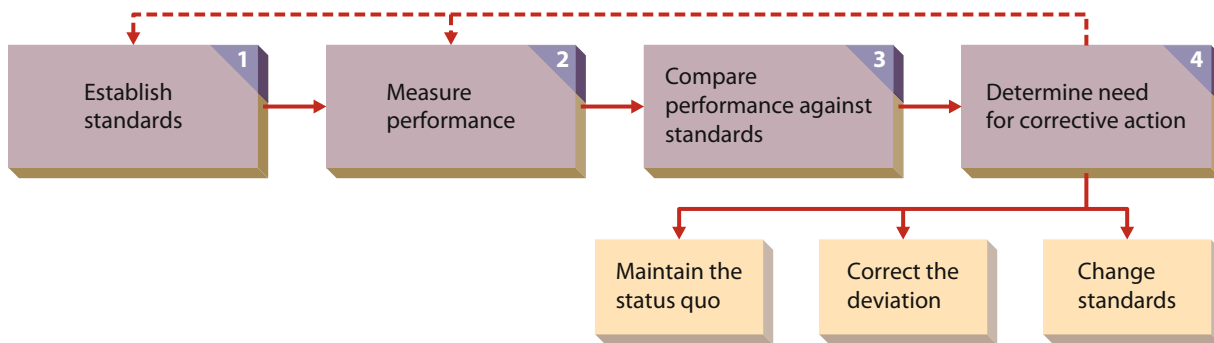 1
Establish
standards
2
Measure
performance
3
Compare
performance against
standards
4
Determine need
for corrective action
Maintain the
status quo
Correct the
deviation
Change
standards